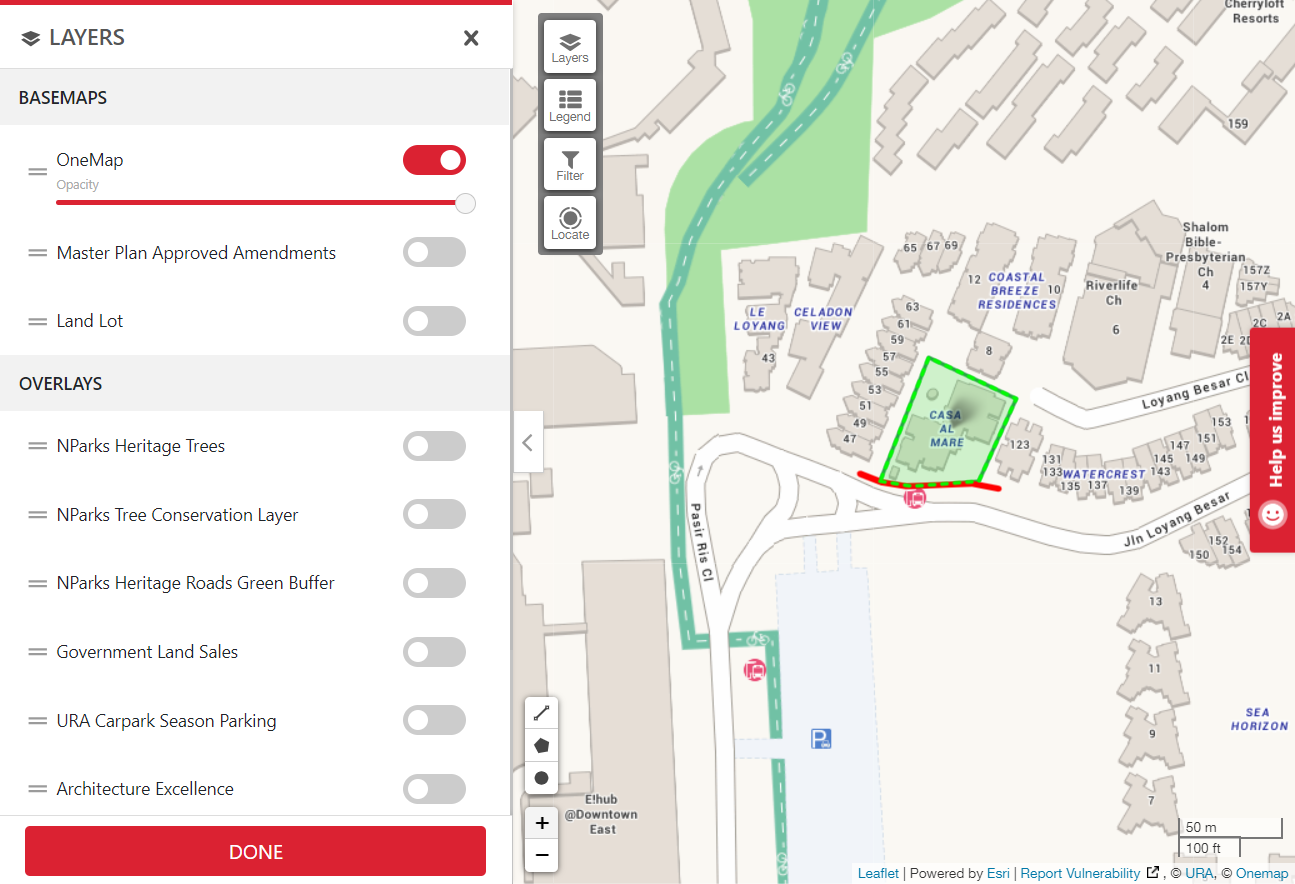 LAYERS
BASEMAPS
OneMap
Opacity
Master Plan Approved Amendments
Land Lot
OVERLAYS
NParks Heritage Trees
NParks Tree Conservation Layer
NParks Heritage Roads Green Buffer
Government Land Sales
URA Carpark Season Parking
Architecture Excellence
DONE
Layers
Legend
Filter
Locate
Cherryloft
Resorts
159
65 67 69
12
COASTAL
BREEZE
RESIDENCES
10
Riverlife
Ch
6
Shalom
Bible-
Presbyterian
Ch
4
157Z
157Y
2A
2C
2E
LE
LOYANG
CELADON
VIEW
43
63
61
59
57
55
53
51
49
47
8
CASA
AL
MARE
Loyang Besar Cl
123
131
133
135
137
139
WATERCREST
143
145
147
149
151
153
Jln Loyang Besar
150
152
154
Pasir Ris Cl
13
11
9
7
SEA
HORIZON
P
E!hub
@Downtown
East
Help us improve
+
−
50 m
100 ft
Leaflet | Powered by Esri | Report Vulnerability , © URA, © Onemap